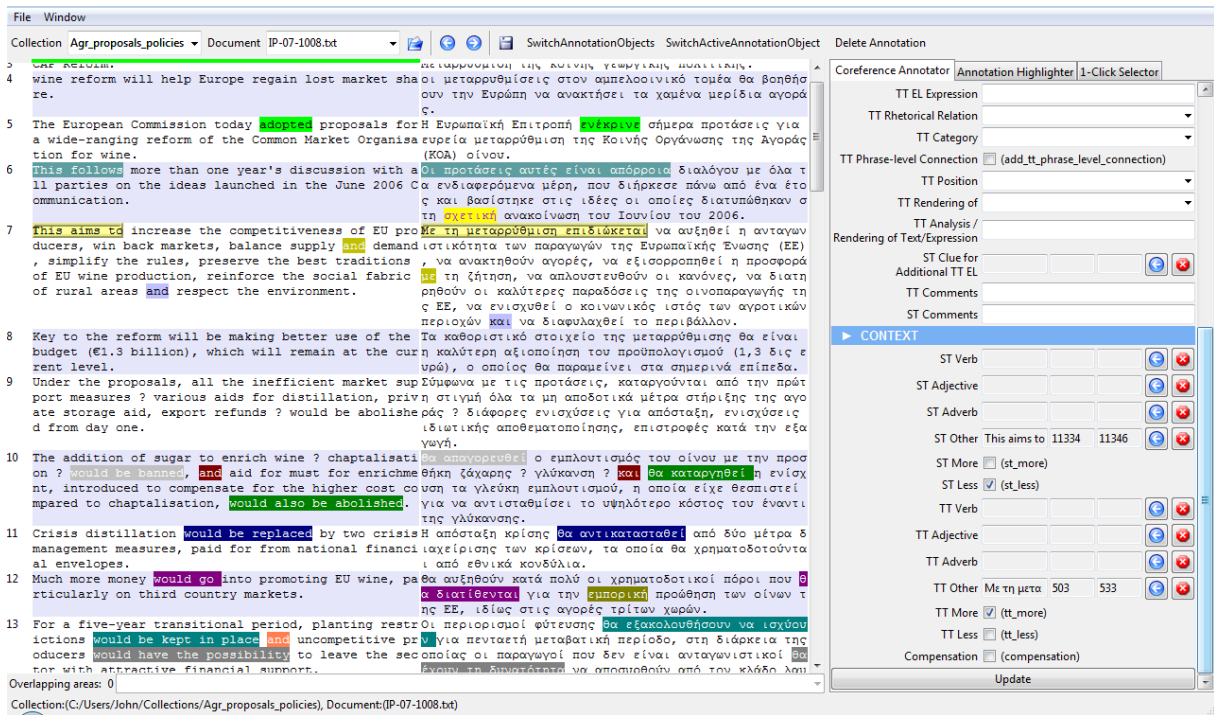 File Window
Collection Agr_proposals_policies Document IP-07-1008.txt SwitchAnnotationObjects SwitchActiveAnnotationObject Delete Annotation
3 CAP Reform.
Μεταρρύθμιση της κοινής γεωργικής πολιτικής.
4 wine reform will help Europe regain lost market sha
re.
οι μεταρρυθμίσεις στον αμπελοοινικό τομέα θα βοηθήσ
ουν την Ευρώπη να ανακτήσει τα χαμένα μερίδια αγορά
ς.
5 The European Commission today adopted proposals for
a wide-ranging reform of the Common Market Organisa
tion for wine.
Η Ευρωπαϊκή Επιτροπή ενέκρινε σήμερα προτάσεις για
ευρεία μεταρρύθμιση της Κοινής Οργάνωσης της Αγοράς
(ΚΟΑ) οίνου.
6 This follows more than one year's discussion with a
ll parties on the ideas launched in the June 2006 C
ommunication.
Οι προτάσεις αυτές είναι απόρροια διαλόγου με όλα τ
α ενδιαφερόμενα μέρη, που διήρκεσε πάνω από ένα έτο
ς και βασίστηκε στις ιδέες οι οποίες διατυπώθηκαν σ
τη σχετική ανακοίνωση του Ιουνίου του 2006.
7 This aims to increase the competitiveness of EU pro
ducers, win back markets, balance supply and demand
, simplify the rules, preserve the best traditions
of EU wine production, reinforce the social fabric
of rural areas and respect the environment.
Με τη μεταρρύθμιση επιδιώκεται να αυξηθεί η ανταγων
ιστικότητα των παραγωγών της Ευρωπαϊκής Ένωσης (ΕΕ)
, να ανακτηθούν αγορές, να εξισορροπηθεί η προσφορά
με τη ζήτηση, να απλουστευθούν οι κανόνες, να διατη
ρηθούν οι καλύτερες παραδόσεις της οινοπαραγωγής τη
ς ΕΕ, να ενισχυθεί ο κοινωνικός ιστός των αγροτικών
περιοχών και να διαφυλαχθεί το περιβάλλον.
8 Key to the reform will be making better use of the
budget (€1.3 billion), which will remain at the cur
rent level.
Τα καθοριστικό στοιχείο της μεταρρύθμισης θα είναι
η καλύτερη αξιοποίηση του προϋπολογισμού (1,3 δις ε
υρώ), ο οποίος θα παραμείνει στα σημερινά επίπεδα.
9 Under the proposals, all the inefficient market sup
port measures ? various aids for distillation, priv
ate storage aid, export refunds ? would be abolishe
d from day one.
Σύμφωνα με τις προτάσεις, καταργούνται από την πρώτ
η στιγμή όλα τα μη αποδοτικά μέτρα στήριξης της αγο
ράς ? διάφορες ενισχύσεις για απόσταξη, ενισχύσεις
ιδιωτικής αποθεματοποίησης, επιστροφές κατά την εξα
γωγή.
10 The addition of sugar to enrich wine ? chaptalisati
on ? would be banned, and aid for must for enrichme
nt, introduced to compensate for the higher cost co
mpared to chaptalisation, would also be abolished.
θα απαγορευθεί ο εμπλουτισμός του οίνου με την προσ
θήκη ζάχαρης ? γλύκανση ? και θα καταργηθεί η ενίσχ
υση τα γλεύκη εμπλουτισμού, η οποία είχε θεσπιστεί
για να αντισταθμίσει το υψηλότερο κόστος του έναντι
της γλύκανσης.
11 Crisis distillation would be replaced by two crisis
management measures, paid for from national financi
al envelopes.
Η απόσταξη κρίσης θα αντικατασταθεί από δύο μέτρα δ
ιαχείρισης των κρίσεων, τα οποία θα χρηματοδοτούντα
ι από εθνικά κονδύλια.
12 Much more money would go into promoting EU wine, pa
rticularly on third country markets.
θα αυξηθούν κατά πολύ οι χρηματοδοτικοί πόροι που θ
α διατίθενται για την εμπορική προώθηση των οίνων τ
ης ΕΕ, ιδίως στις αγορές τρίτων χωρών.
13 For a five-year transitional period, planting restr
ictions would be kept in place and uncompetitive pr
oducers would have the possibility to leave the sec
tor with attractive financial support.
Οι περιορισμοί φύτευσης θα εξακολουθήσουν να ισχύου
ν για πενταετή μεταβατική περίοδο, στη διάρκεια της
οποίας οι παραγωγοί που δεν είναι ανταγωνιστικοί θα
έχουν τη δυνατότητα να αποσυρθούν από τον κλάδο λαμ
Overlapping areas: 0
Collection:(C:/Users/John/Collections/Agr_proposals_policies), Document:(IP-07-1008.txt)
Coreference Annotator Annotation Highlighter 1-Click Selector
TT EL Expression
TT Rhetorical Relation
TT Category
TT Phrase-level Connection (add_tt_phrase_level_connection)
TT Position
TT Rendering of
TT Analysis /
Rendering of Text/Expression
ST Clue for
Additional TT EL
TT Comments
ST Comments
CONTEXT
ST Verb
ST Adjective
ST Adverb
ST Other This aims to 11334 11346
ST More (st_more)
ST Less (st_less)
TT Verb
TT Adjective
TT Adverb
TT Other Με τη μετα 503 533
TT More (tt_more)
TT Less (tt_less)
Compensation (compensation)
Update